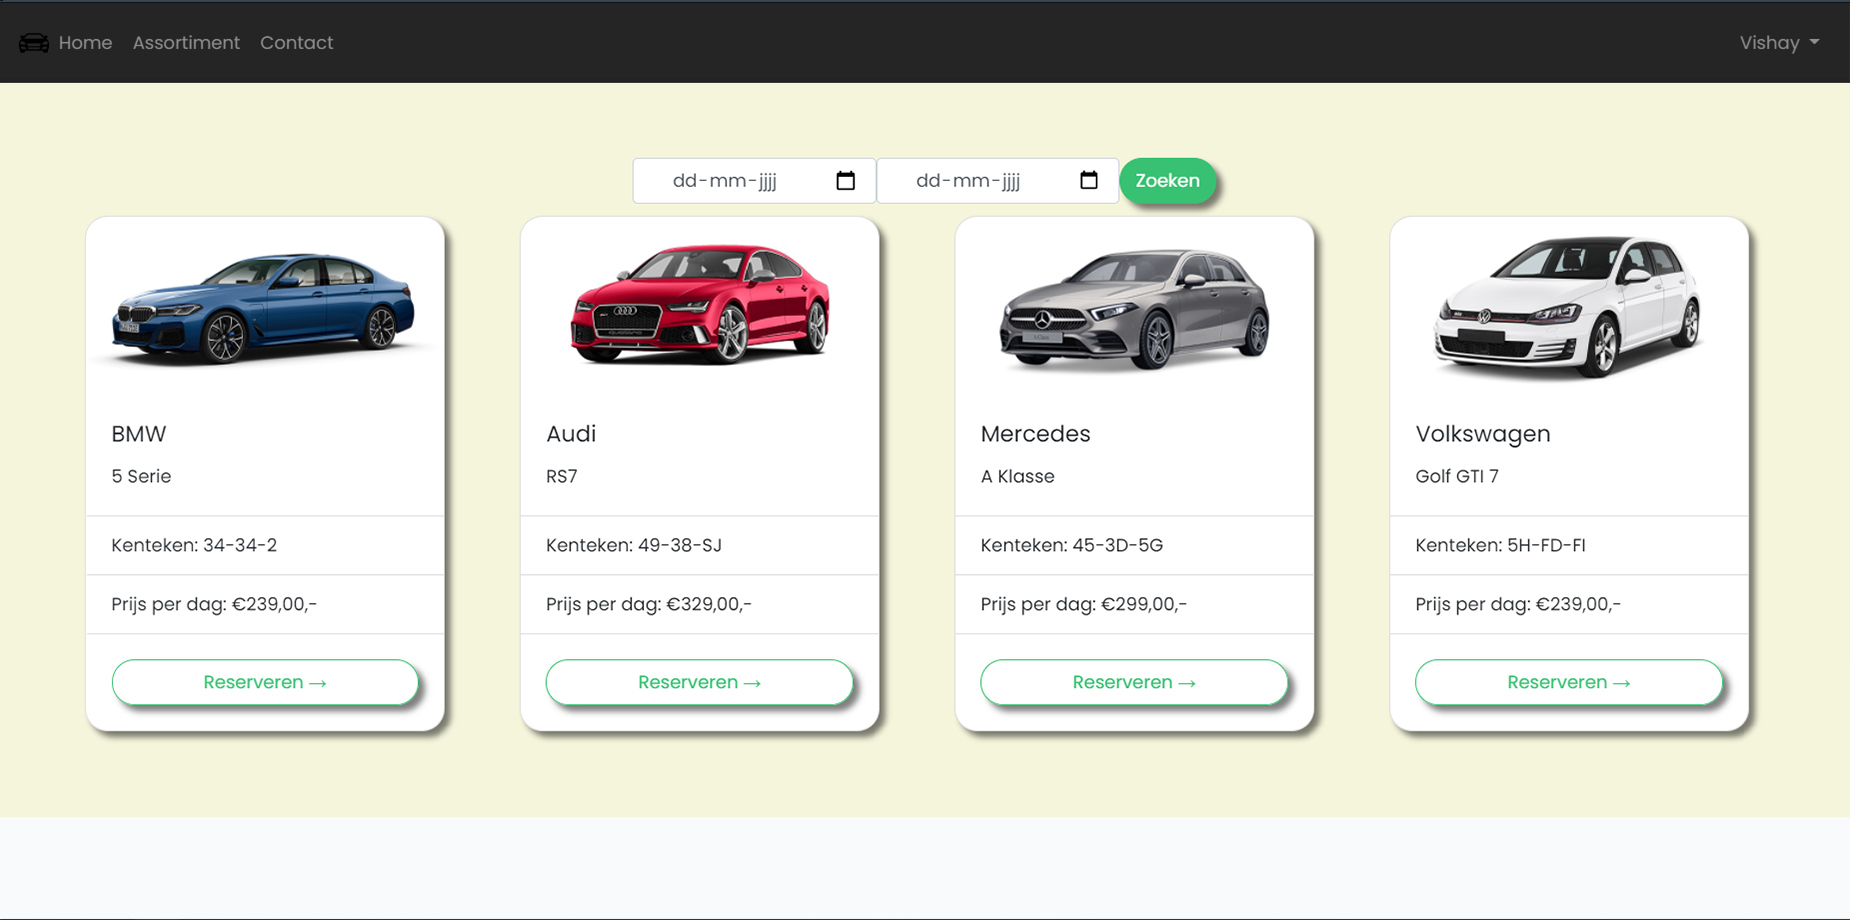 Home Assortiment Contact Vishay
dd-mm-jjjj dd-mm-jjjj Zoeken
BMW
5 Serie
Kenteken: 34-34-2
Prijs per dag: €239,00,-
Reserveren →
Audi
RS7
Kenteken: 49-38-SJ
Prijs per dag: €329,00,-
Reserveren →
Mercedes
A Klasse
Kenteken: 45-3D-5G
Prijs per dag: €299,00,-
Reserveren →
Volkswagen
Golf GTI 7
Kenteken: 5H-FD-FI
Prijs per dag: €239,00,-
Reserveren →